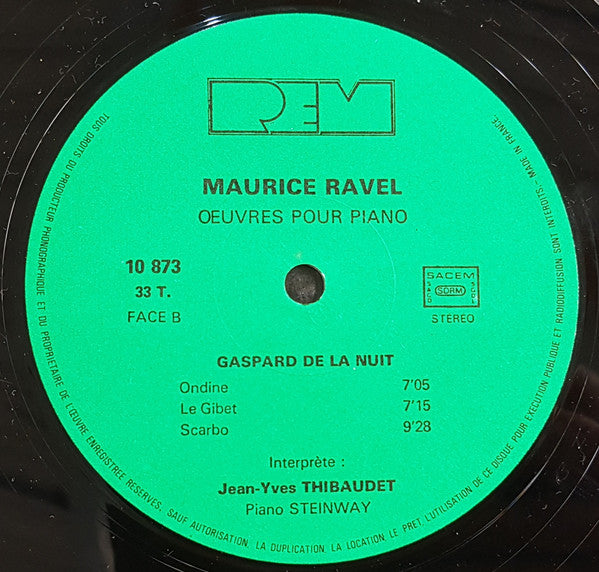 REM
MAURICE RAVEL
OEUVRES POUR PIANO
10 873
33 T.
FACE B
SACEM
SACD
SDRM
SGDL
STEREO
GASPARD DE LA NUIT
Ondine 7'05
Le Gibet 7'15
Scarbo 9'28
Interprète :
Jean-Yves THIBAUDET
Piano STEINWAY
TOUS DROITS DU PRODUCTEUR PHONOGRAPHIQUE ET DU PROPRIETAIRE DE L'ŒUVRE ENREGISTREE RESERVES. SAUF AUTORISATION, LA DUPLICATION, LA LOCATION, LE PRET, L'UTILISATION DE CE DISQUE POUR EXECUTION PUBLIQUE ET RADIODIFFUSION SONT INTERDITS - MADE IN FRANCE.